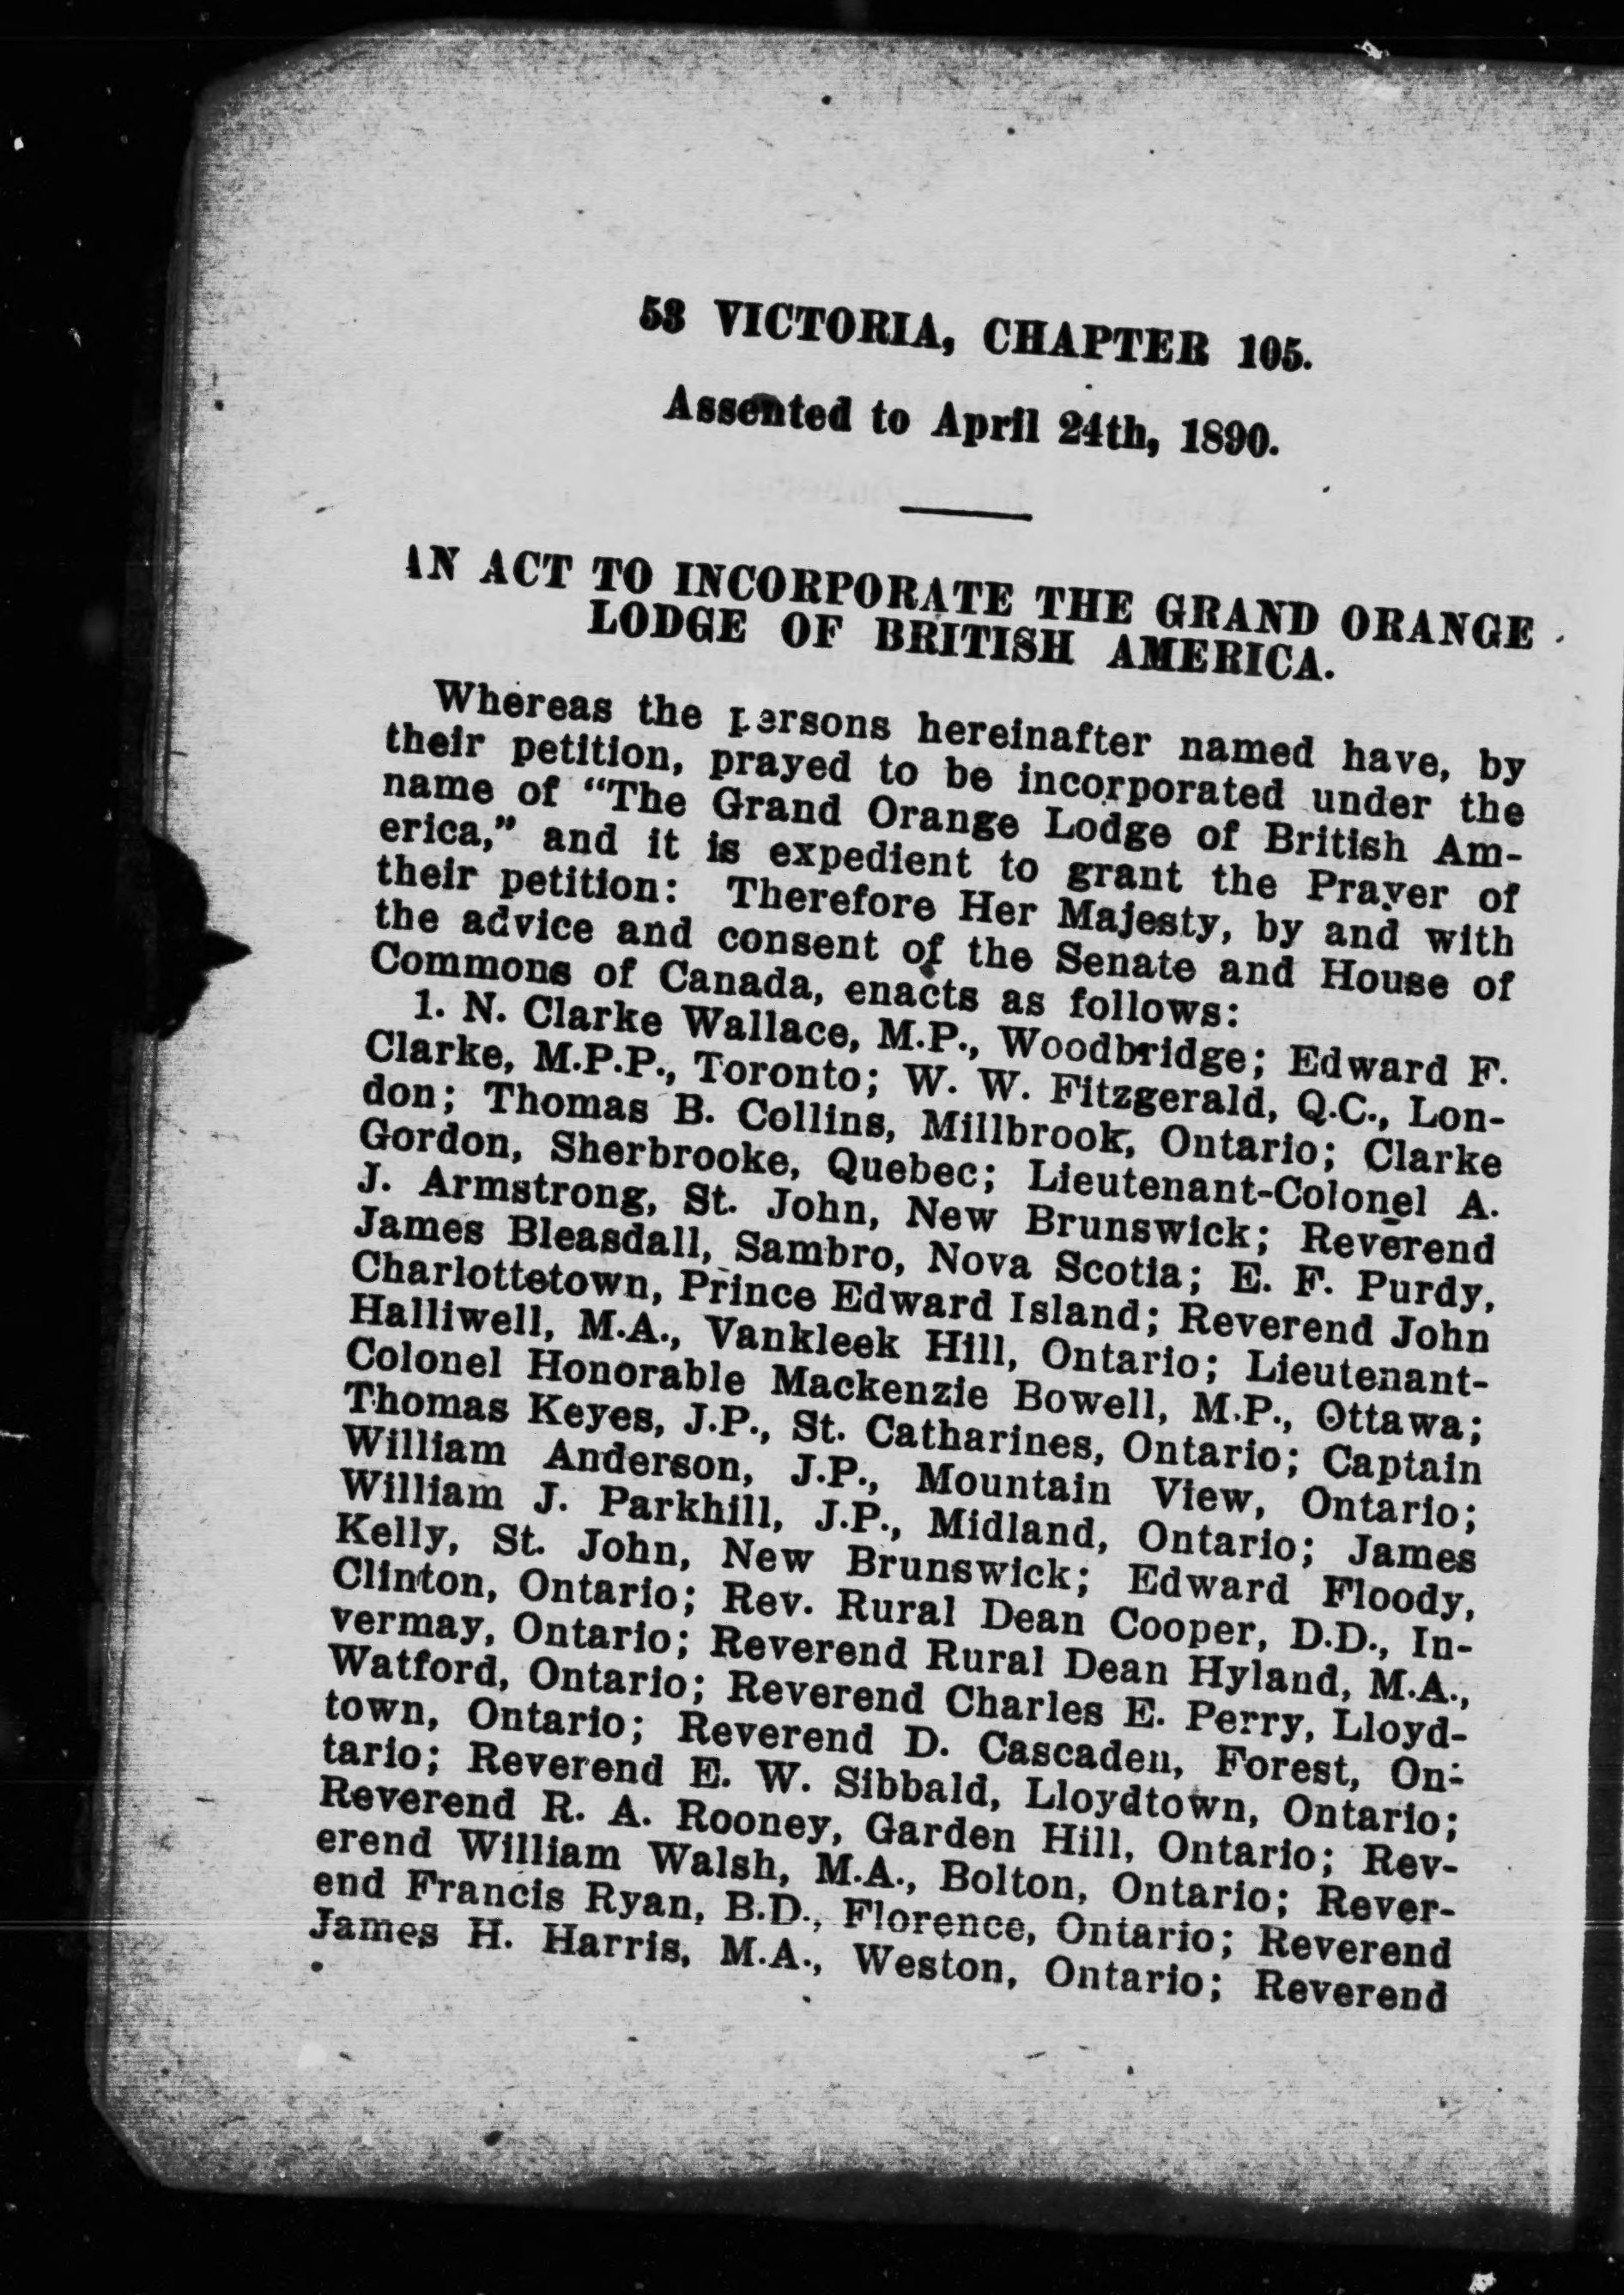 53 VICTORIA, CHAPTER 105.
Assented to April 24th, 1890.
AN ACT TO INCORPORATE THE GRAND ORANGE
LODGE OF BRITISH AMERICA.
Whereas the persons hereinafter named have, by
their petition, prayed to be incorporated under the
name of "The Grand Orange Lodge of British Am-
erica," and it is expedient to grant the Prayer of
their petition: Therefore Her Majesty, by and with
the advice and consent of the Senate and House of
Commons of Canada, enacts as follows:
1. N. Clarke Wallace, M.P., Woodbridge; Edward F.
Clarke, M.P.P., Toronto; W. W. Fitzgerald, Q.C., Lon-
don; Thomas B. Collins, Millbrook, Ontario; Clarke
Gordon, Sherbrooke, Quebec; Lieutenant-Colonel A.
J. Armstrong, St. John, New Brunswick; Reverend
James Bleasdall, Sambro, Nova Scotia; E. F. Purdy,
Charlottetown, Prince Edward Island; Reverend John
Halliwell, M.A., Vankleek Hill, Ontario; Lieutenant-
Colonel Honorable Mackenzie Bowell, M.P., Ottawa;
Thomas Keyes, J.P., St. Catharines, Ontario; Captain
William Anderson, J.P., Mountain View, Ontario;
William J. Parkhill, J.P., Midland, Ontario; James
Kelly, St. John, New Brunswick; Edward Floody,
Clinton, Ontario; Rev. Rural Dean Cooper, D.D., In-
vermay, Ontario; Reverend Rural Dean Hyland, M.A.,
Watford, Ontario; Reverend Charles E. Perry, Lloyd-
town, Ontario; Reverend D. Cascaden, Forest, On-
tario; Reverend E. W. Sibbald, Lloydtown, Ontario;
Reverend R. A. Rooney, Garden Hill, Ontario; Rev-
erend William Walsh, M.A., Bolton, Ontario; Rever-
end Francis Ryan, B.D., Florence, Ontario; Reverend
James H. Harris, M.A., Weston, Ontario; Reverend